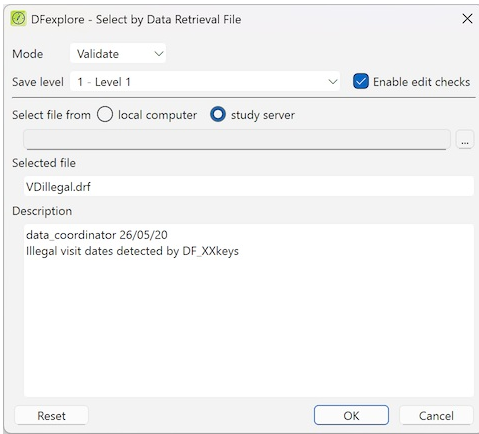 DFexplore - Select by Data Retrieval File
Mode Validate
Save level 1 - Level 1 Enable edit checks
Select file from local computer study server
...
Selected file
VDillegal.drf
Description
data_coordinator 26/05/20
Illegal visit dates detected by DF_XXkeys
Reset OK Cancel